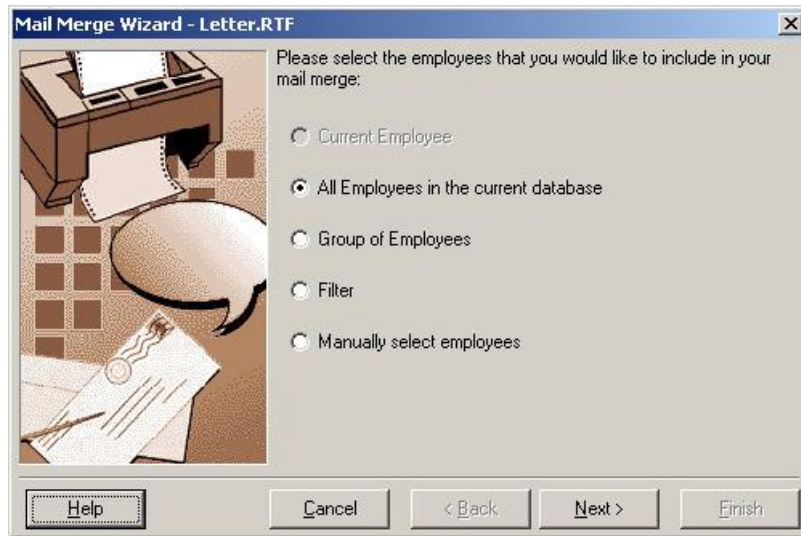 Mail Merge Wizard - Letter.RTF
Please select the employees that you would like to include in your
mail merge:
Current Employee
All Employees in the current database
Group of Employees
Filter
Manually select employees
Help
Cancel
< Back
Next >
Finish